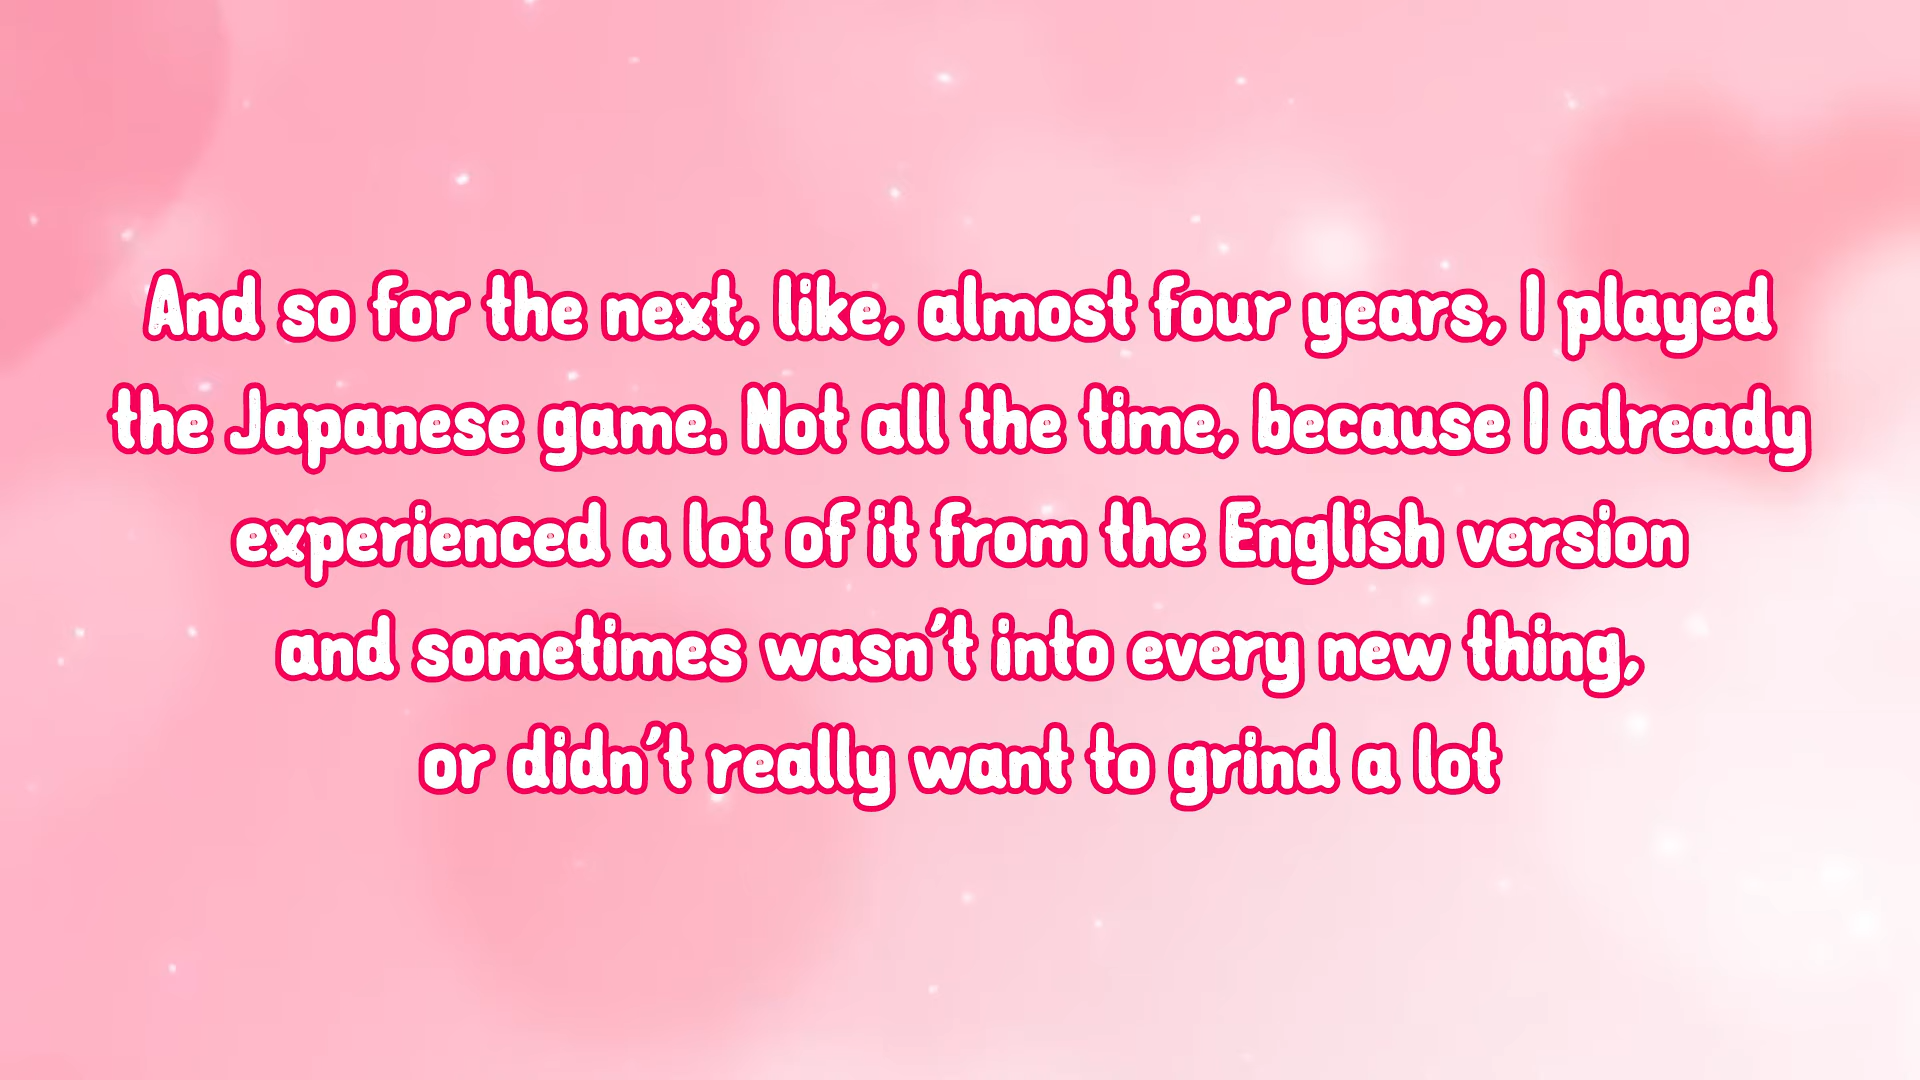 And so for the next, like, almost four years, I played
the Japanese game. Not all the time, because I already
experienced a lot of it from the English version
and sometimes wasn't into every new thing,
or didn't really want to grind a lot